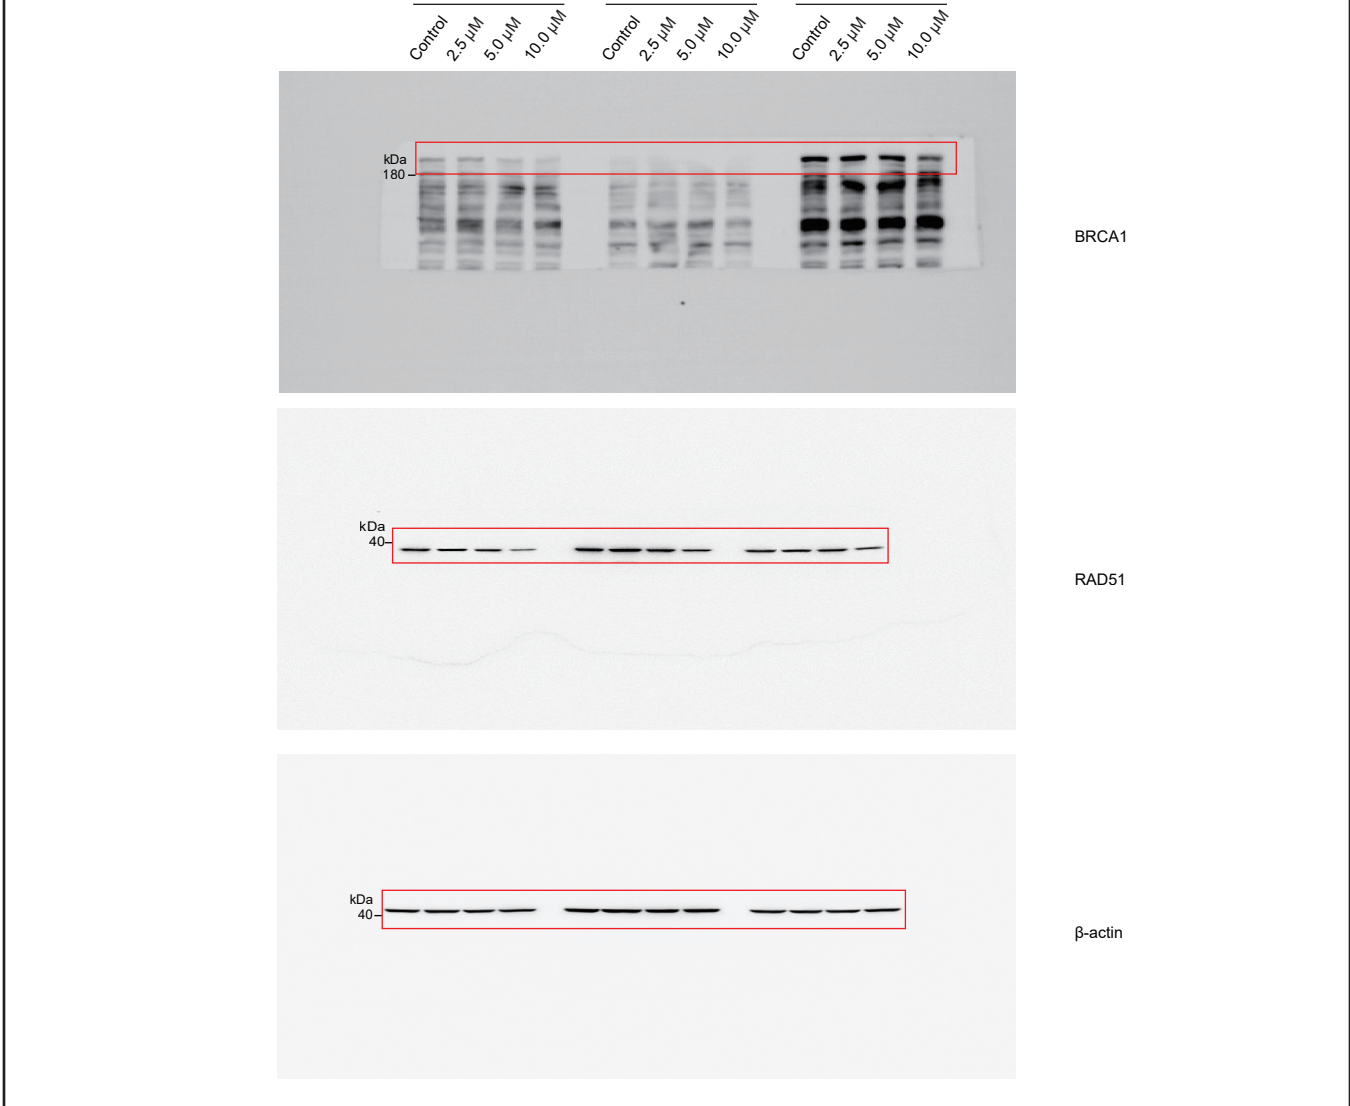 Control 2.5 µM 5.0 µM 10.0 µM Control 2.5 µM 5.0 µM 10.0 µM Control 2.5 µM 5.0 µM 10.0 µM
kDa
180
BRCA1
kDa
40
RAD51
kDa
40
β-actin